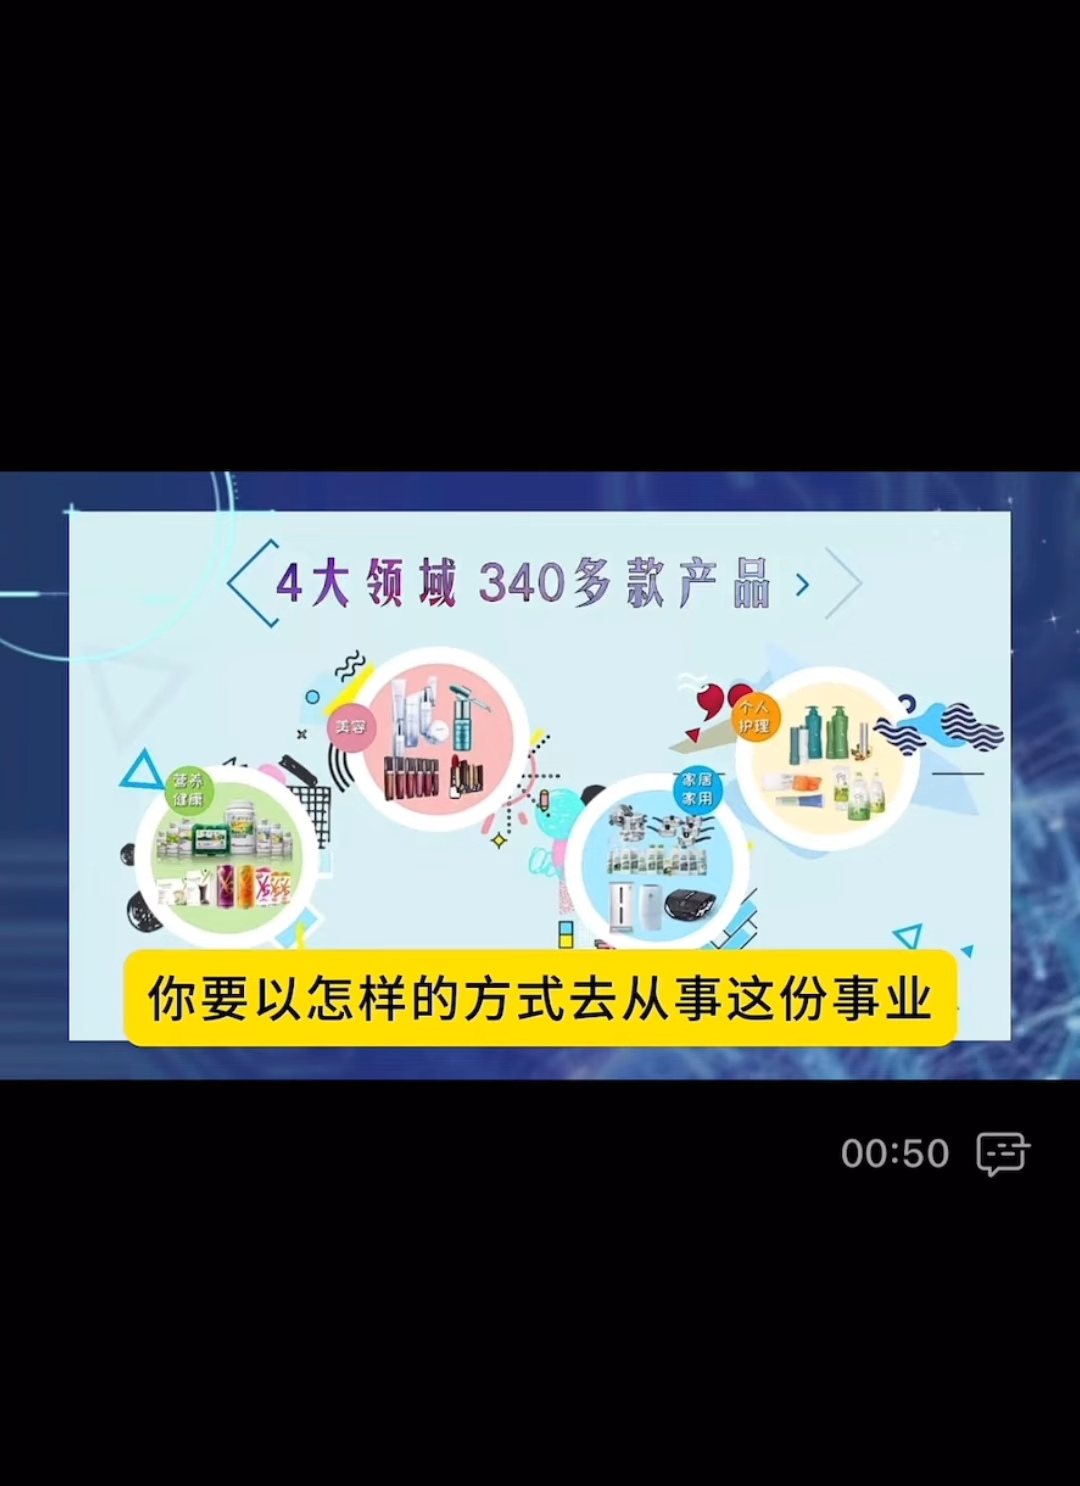 4大领域 340多款产品
美容
个人
护理
营养
健康
家居
家用
你要以怎样的方式去从事这份事业
00:50